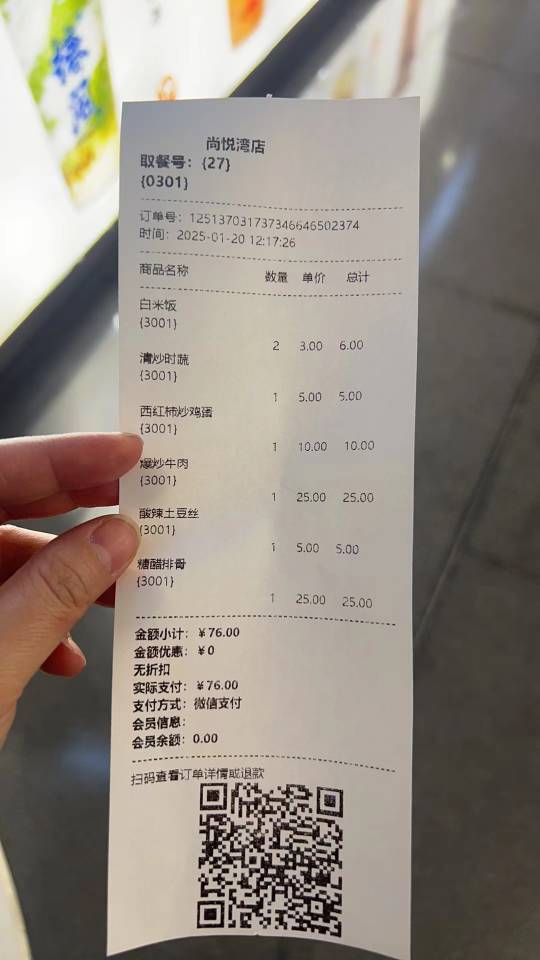 尚悦湾店
取餐号：{27}
{0301}
订单号：1251370317373466465​02374
时间：2025-01-20 12:17:26
商品名称 数量 单价 总计
白米饭
{3001}
2 3.00 6.00
清炒时蔬
{3001}
1 5.00 5.00
西红柿炒鸡蛋
{3001}
1 10.00 10.00
爆炒牛肉
{3001}
1 25.00 25.00
酸辣土豆丝
{3001}
1 5.00 5.00
糖醋排骨
{3001}
1 25.00 25.00
金额小计：￥76.00
金额优惠：￥0
无折扣
实际支付：￥76.00
支付方式：微信支付
会员信息：
会员余额：0.00
扫码查看订单详情或退款